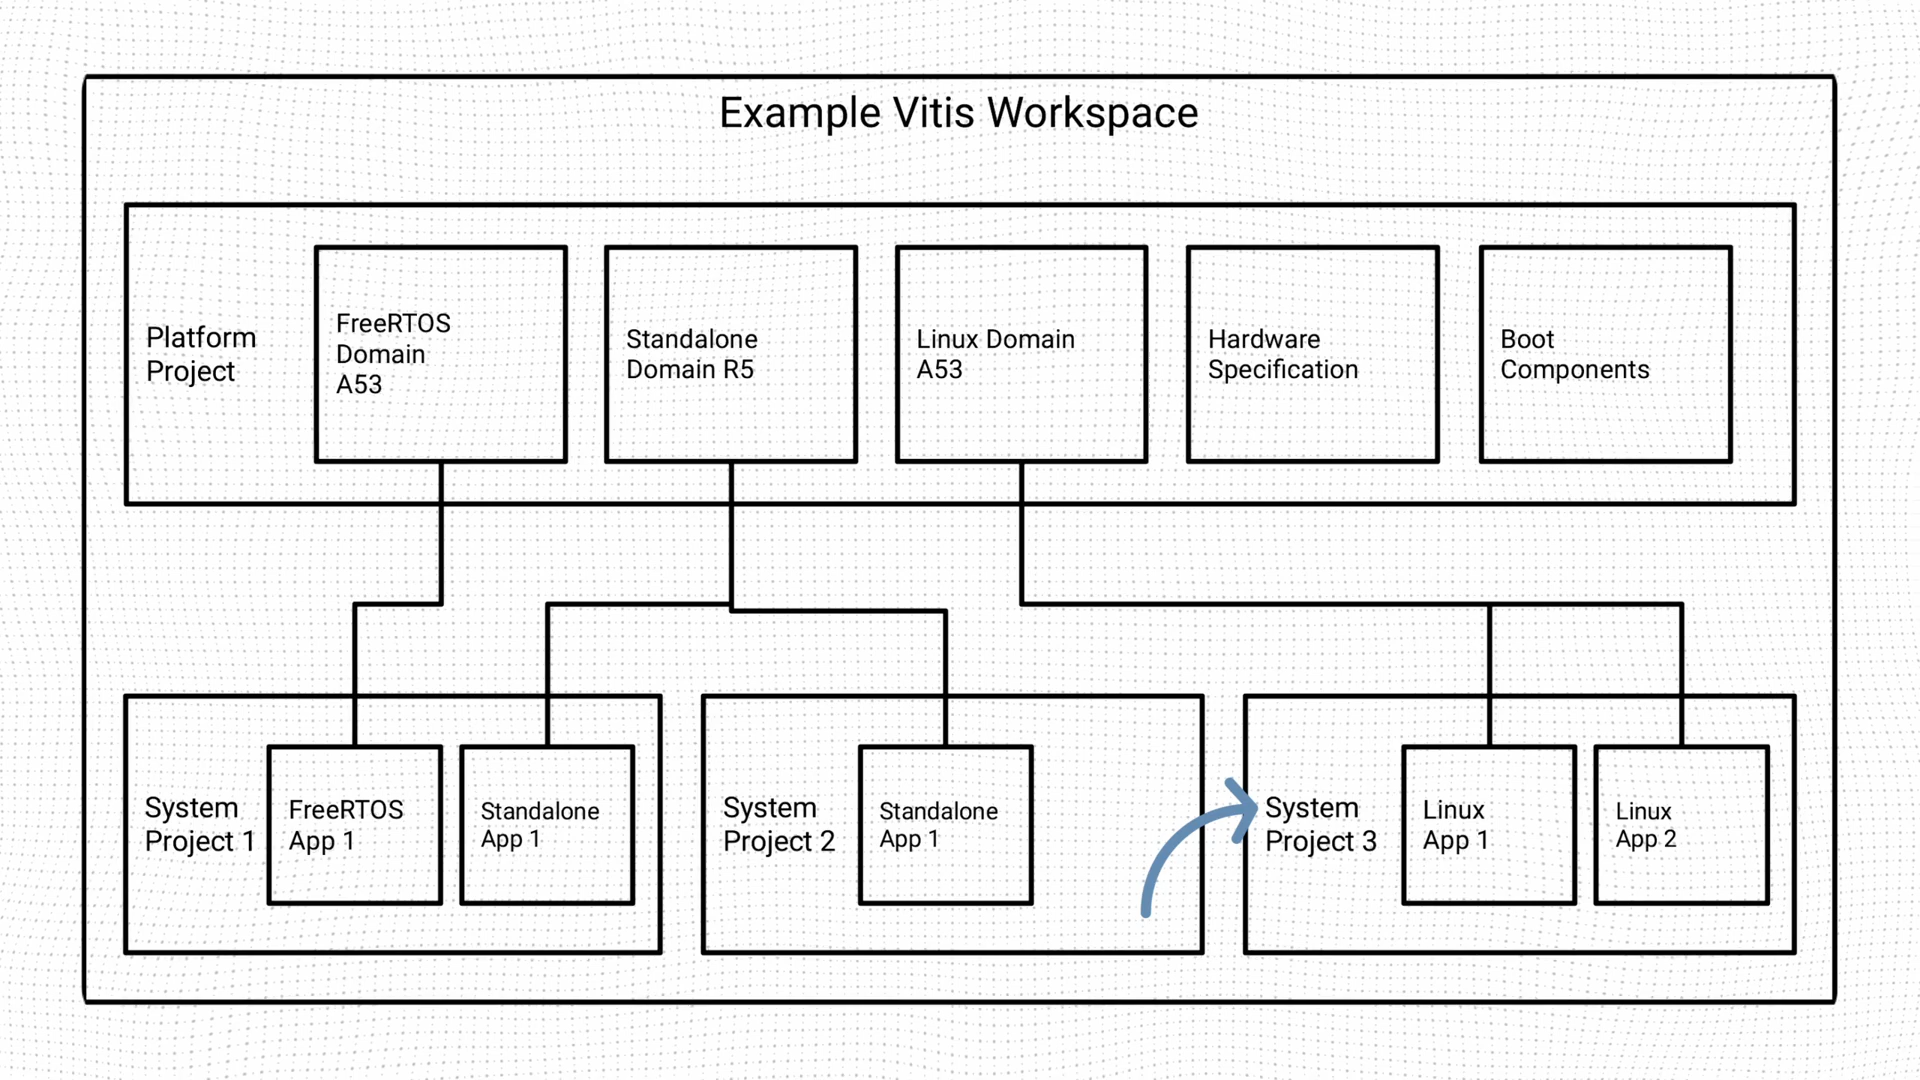 Example Vitis Workspace
Platform
Project
FreeRTOS
Domain
A53
Standalone
Domain R5
Linux Domain
A53
Hardware
Specification
Boot
Components
System
Project 1
FreeRTOS
App 1
Standalone
App 1
System
Project 2
Standalone
App 1
System
Project 3
Linux
App 1
Linux
App 2